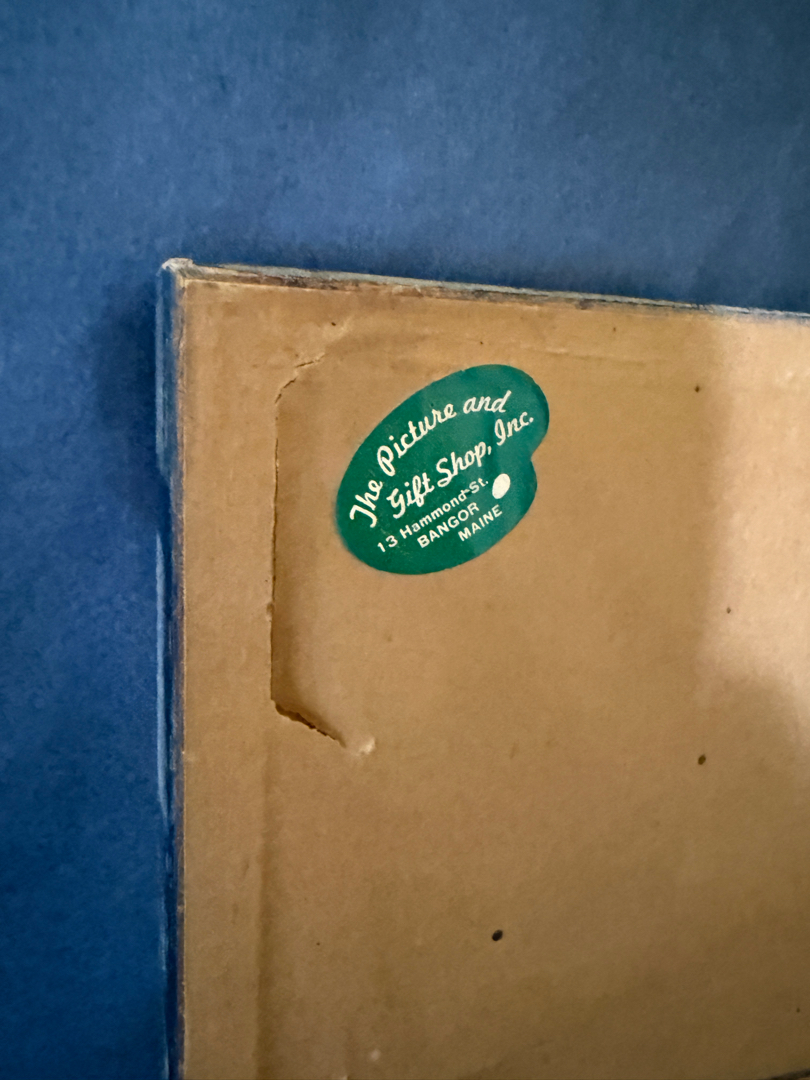 The Picture and
Gift Shop, Inc.
13 Hammond St.
BANGOR
MAINE